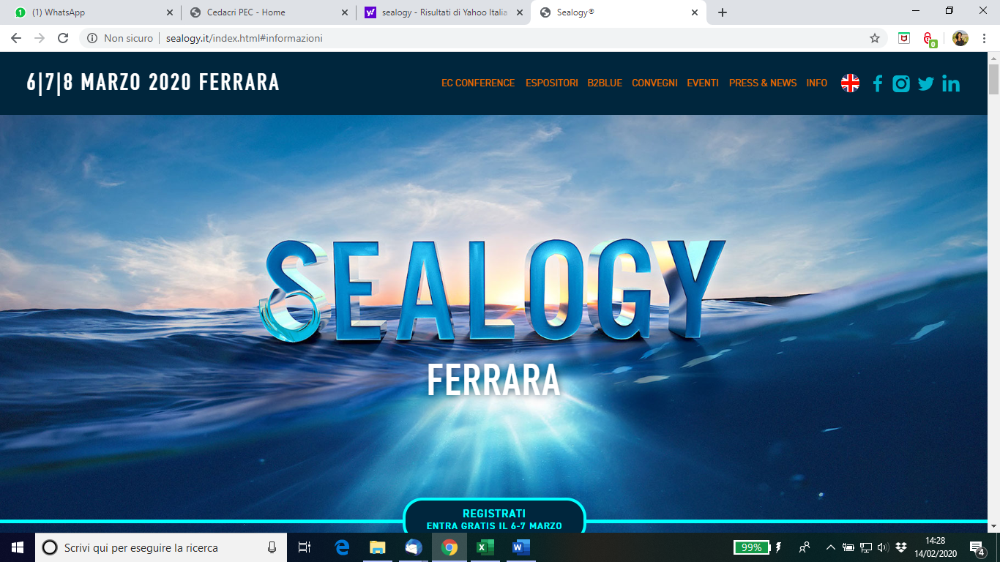 (1) WhatsApp
Cedacri PEC - Home
sealogy - Risultati di Yahoo Italia
Sealogy®
Non sicuro
sealogy.it/index.html#informazioni
0
6|7|8 MARZO 2020 FERRARA
EC CONFERENCE ESPOSITORI B2BLUE CONVEGNI EVENTI PRESS & NEWS INFO
SEALOGY
FERRARA
REGISTRATI
ENTRA GRATIS IL 6-7 MARZO
Scrivi qui per eseguire la ricerca
99%
14:28
14/02/2020
4